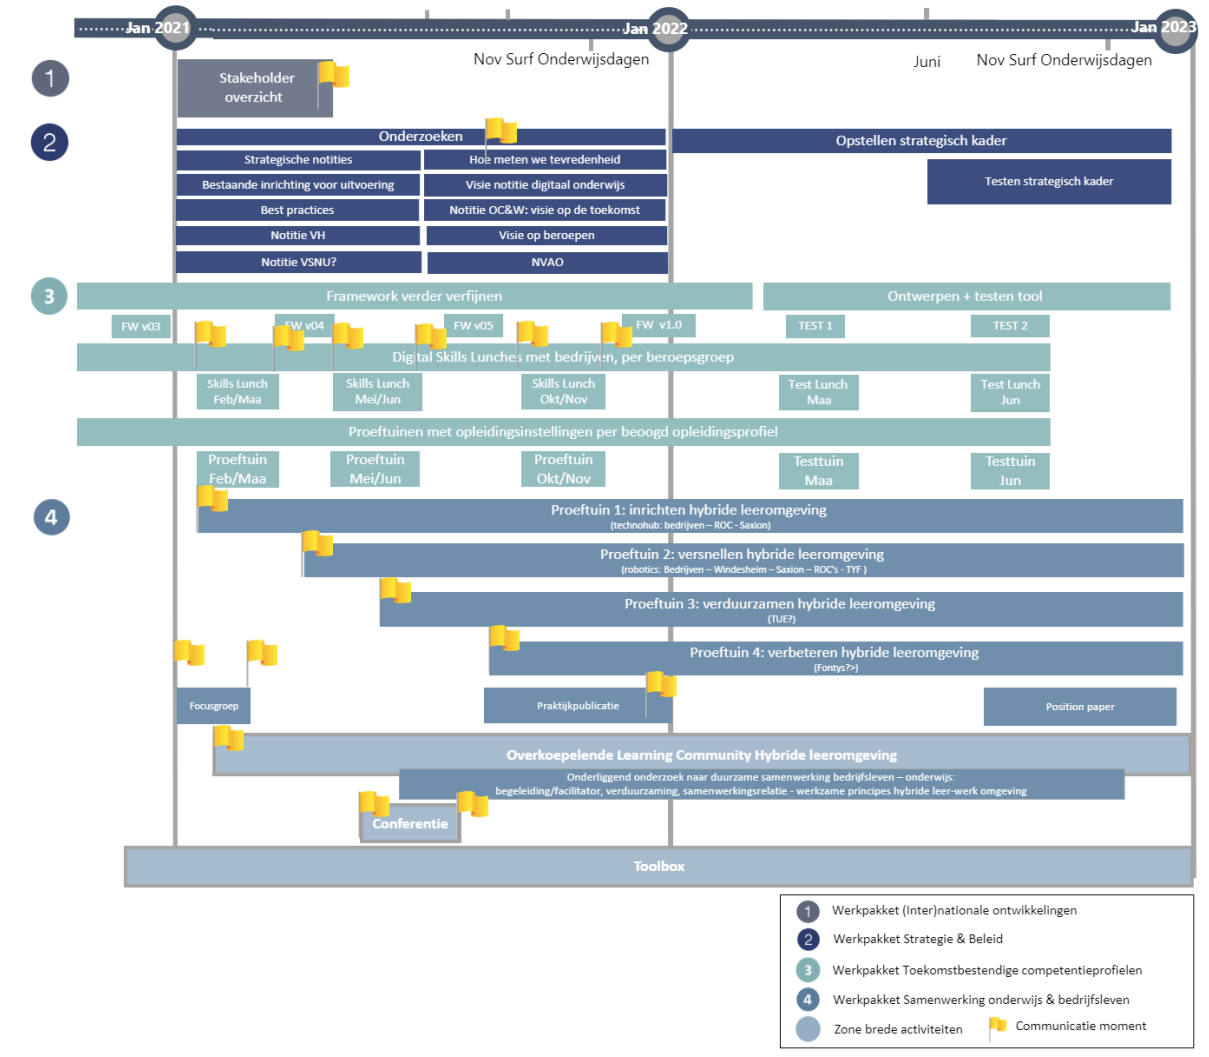 Jan 2021
Jan 2022
Jan 2023
Nov Surf Onderwijsdagen
Juni
Nov Surf Onderwijsdagen
1
Stakeholder
overzicht
2
Onderzoeken
Opstellen strategisch kader
Strategische notities
Hoe meten we tevredenheid
Testen strategisch kader
Bestaande inrichting voor uitvoering
Visie notitie digitaal onderwijs
Best practices
Notitie OC&W: visie op de toekomst
Notitie VH
Visie op beroepen
Notitie VSNU?
NVAO
3
Framework verder verfijnen
Ontwerpen + testen tool
FW v03
FW v04
FW v05
FW v1.0
TEST 1
TEST 2
Digital Skills Lunches met bedrijven, per beroepsgroep
Skills Lunch
Feb/Maa
Skills Lunch
Mei/Jun
Skills Lunch
Okt/Nov
Test Lunch
Maa
Test Lunch
Jun
Proeftuinen met opleidingsinstellingen per beoogd opleidingsprofiel
Proeftuin
Feb/Maa
Proeftuin
Mei/Jun
Proeftuin
Okt/Nov
Testtuin
Maa
Testtuin
Jun
4
Proeftuin 1: inrichten hybride leeromgeving
(technohub: bedrijven – ROC - Saxion)
Proeftuin 2: versnellen hybride leeromgeving
(robotics: Bedrijven – Windesheim – Saxion – ROC's - TYF )
Proeftuin 3: verduurzamen hybride leeromgeving
(TUE?)
Proeftuin 4: verbeteren hybride leeromgeving
(Fontys?>)
Focusgroep
Praktijkpublicatie
Position paper
Overkoepelende Learning Community Hybride leeromgeving
Onderliggend onderzoek naar duurzame samenwerking bedrijfsleven – onderwijs:
begeleiding/facilitator, verduurzaming, samenwerkingsrelatie - werkzame principes hybride leer-werk omgeving
Conferentie
Toolbox
1 Werkpakket (Inter)nationale ontwikkelingen
2 Werkpakket Strategie & Beleid
3 Werkpakket Toekomstbestendige competentieprofielen
4 Werkpakket Samenwerking onderwijs & bedrijfsleven
Zone brede activiteiten
Communicatie moment